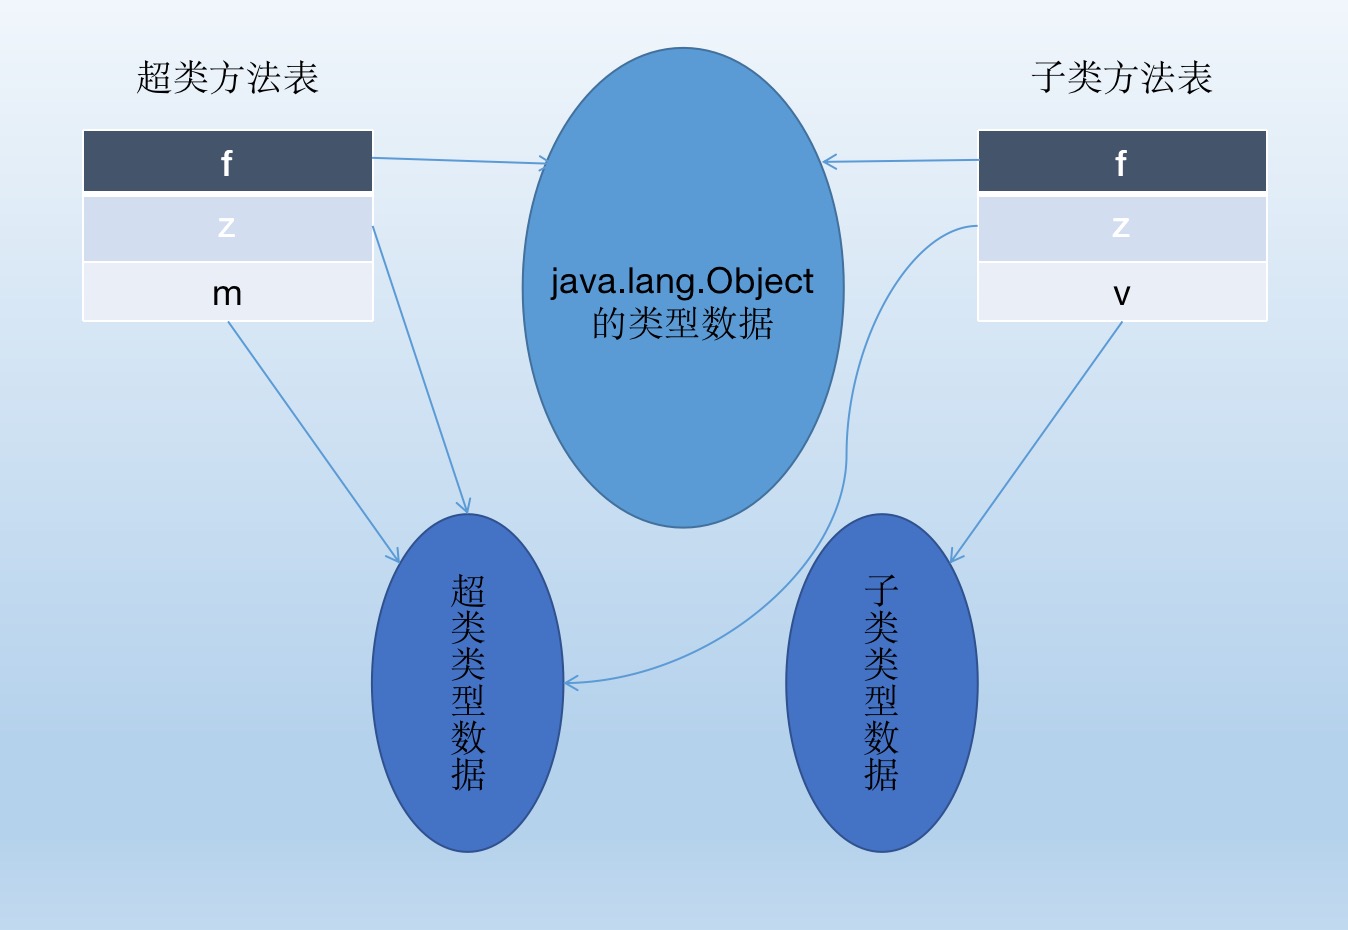 超类方法表
f
z
m
java.lang.Object
的类型数据
子类方法表
f
z
v
超类类型数据
子类类型数据